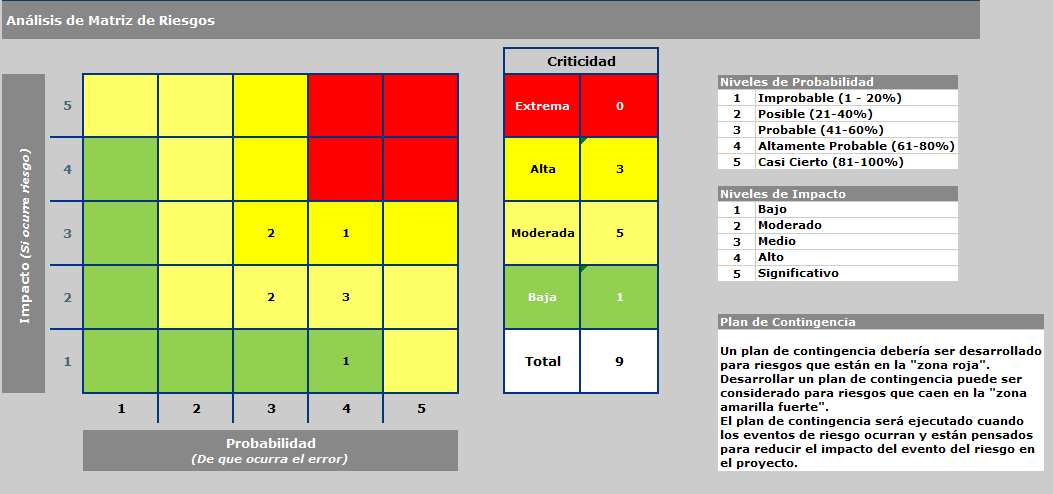 Análisis de Matriz de Riesgos
Impacto (Si ocurre riesgo)
5
4
3 2 1
2 2 3
1 1
1 2 3 4 5
Probabilidad
(De que ocurra el error)
Criticidad
Extrema 0
Alta 3
Moderada 5
Baja 1
Total 9
Niveles de Probabilidad
1 Improbable (1 - 20%)
2 Posible (21-40%)
3 Probable (41-60%)
4 Altamente Probable (61-80%)
5 Casi Cierto (81-100%)
Niveles de Impacto
1 Bajo
2 Moderado
3 Medio
4 Alto
5 Significativo
Plan de Contingencia
Un plan de contingencia debería ser desarrollado
para riesgos que están en la "zona roja".
Desarrollar un plan de contingencia puede ser
considerado para riesgos que caen en la "zona
amarilla fuerte".
El plan de contingencia será ejecutado cuando
los eventos de riesgo ocurran y están pensados
para reducir el impacto del evento del riesgo en
el proyecto.